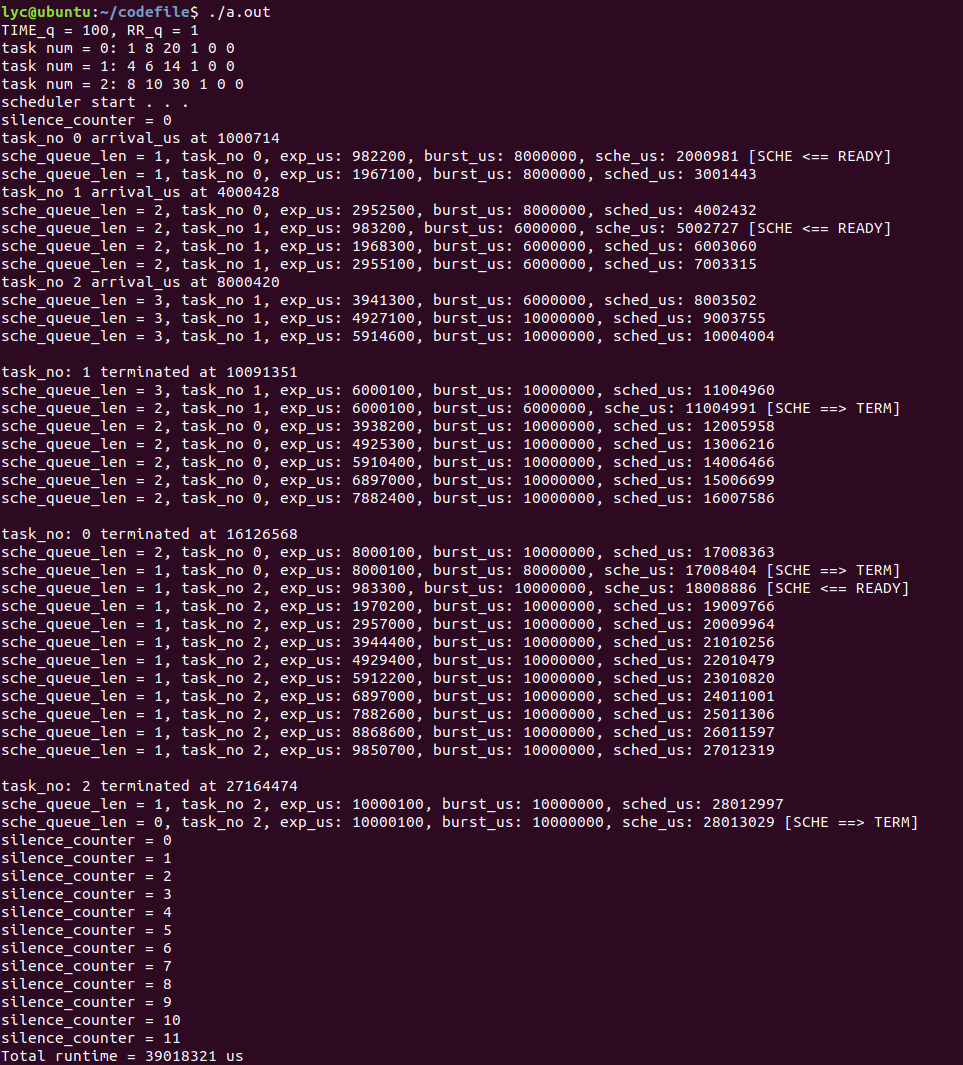 lyc@ubuntu:~/codefile$ ./a.out
TIME_q = 100, RR_q = 1
task num = 0: 1 8 20 1 0 0
task num = 1: 4 6 14 1 0 0
task num = 2: 8 10 30 1 0 0
scheduler start . . .
silence_counter = 0
task_no 0 arrival_us at 1000714
sche_queue_len = 1, task_no 0, exp_us: 982200, burst_us: 8000000, sche_us: 2000981 [SCHE <== READY]
sche_queue_len = 1, task_no 0, exp_us: 1967100, burst_us: 8000000, sched_us: 3001443
task_no 1 arrival_us at 4000428
sche_queue_len = 2, task_no 0, exp_us: 2952500, burst_us: 8000000, sched_us: 4002432
sche_queue_len = 2, task_no 1, exp_us: 983200, burst_us: 6000000, sche_us: 5002727 [SCHE <== READY]
sche_queue_len = 2, task_no 1, exp_us: 1968300, burst_us: 6000000, sched_us: 6003060
sche_queue_len = 2, task_no 1, exp_us: 2955100, burst_us: 6000000, sched_us: 7003315
task_no 2 arrival_us at 8000420
sche_queue_len = 3, task_no 1, exp_us: 3941300, burst_us: 6000000, sched_us: 8003502
sche_queue_len = 3, task_no 1, exp_us: 4927100, burst_us: 10000000, sched_us: 9003755
sche_queue_len = 3, task_no 1, exp_us: 5914600, burst_us: 10000000, sched_us: 10004004
task_no: 1 terminated at 10091351
sche_queue_len = 3, task_no 1, exp_us: 6000100, burst_us: 10000000, sched_us: 11004960
sche_queue_len = 2, task_no 1, exp_us: 6000100, burst_us: 6000000, sche_us: 11004991 [SCHE ==> TERM]
sche_queue_len = 2, task_no 0, exp_us: 3938200, burst_us: 10000000, sched_us: 12005958
sche_queue_len = 2, task_no 0, exp_us: 4925300, burst_us: 10000000, sched_us: 13006216
sche_queue_len = 2, task_no 0, exp_us: 5910400, burst_us: 10000000, sched_us: 14006466
sche_queue_len = 2, task_no 0, exp_us: 6897000, burst_us: 10000000, sched_us: 15006699
sche_queue_len = 2, task_no 0, exp_us: 7882400, burst_us: 10000000, sched_us: 16007586
task_no: 0 terminated at 16126568
sche_queue_len = 2, task_no 0, exp_us: 8000100, burst_us: 10000000, sched_us: 17008363
sche_queue_len = 1, task_no 0, exp_us: 8000100, burst_us: 8000000, sche_us: 17008404 [SCHE ==> TERM]
sche_queue_len = 1, task_no 2, exp_us: 983300, burst_us: 10000000, sche_us: 18008886 [SCHE <== READY]
sche_queue_len = 1, task_no 2, exp_us: 1970200, burst_us: 10000000, sched_us: 19009766
sche_queue_len = 1, task_no 2, exp_us: 2957000, burst_us: 10000000, sched_us: 20009964
sche_queue_len = 1, task_no 2, exp_us: 3944400, burst_us: 10000000, sched_us: 21010256
sche_queue_len = 1, task_no 2, exp_us: 4929400, burst_us: 10000000, sched_us: 22010479
sche_queue_len = 1, task_no 2, exp_us: 5912200, burst_us: 10000000, sched_us: 23010820
sche_queue_len = 1, task_no 2, exp_us: 6897000, burst_us: 10000000, sched_us: 24011001
sche_queue_len = 1, task_no 2, exp_us: 7882600, burst_us: 10000000, sched_us: 25011306
sche_queue_len = 1, task_no 2, exp_us: 8868600, burst_us: 10000000, sched_us: 26011597
sche_queue_len = 1, task_no 2, exp_us: 9850700, burst_us: 10000000, sched_us: 27012319
task_no: 2 terminated at 27164474
sche_queue_len = 1, task_no 2, exp_us: 10000100, burst_us: 10000000, sched_us: 28012997
sche_queue_len = 0, task_no 2, exp_us: 10000100, burst_us: 10000000, sche_us: 28013029 [SCHE ==> TERM]
silence_counter = 0
silence_counter = 1
silence_counter = 2
silence_counter = 3
silence_counter = 4
silence_counter = 5
silence_counter = 6
silence_counter = 7
silence_counter = 8
silence_counter = 9
silence_counter = 10
silence_counter = 11
Total runtime = 39018321 us